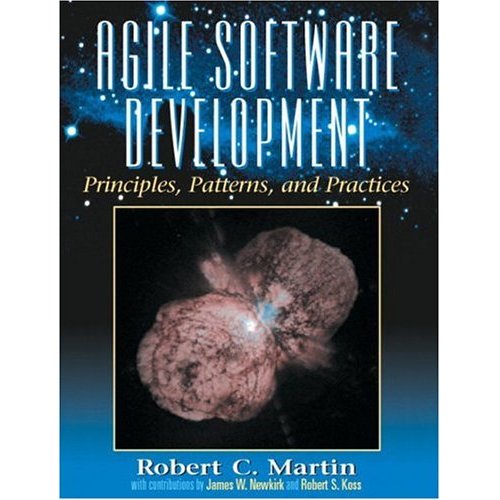 AGILE SOFTWARE
DEVELOPMENT
Principles, Patterns, and Practices
Robert C. Martin
with contributions by James W. Newkirk and Robert S. Koss